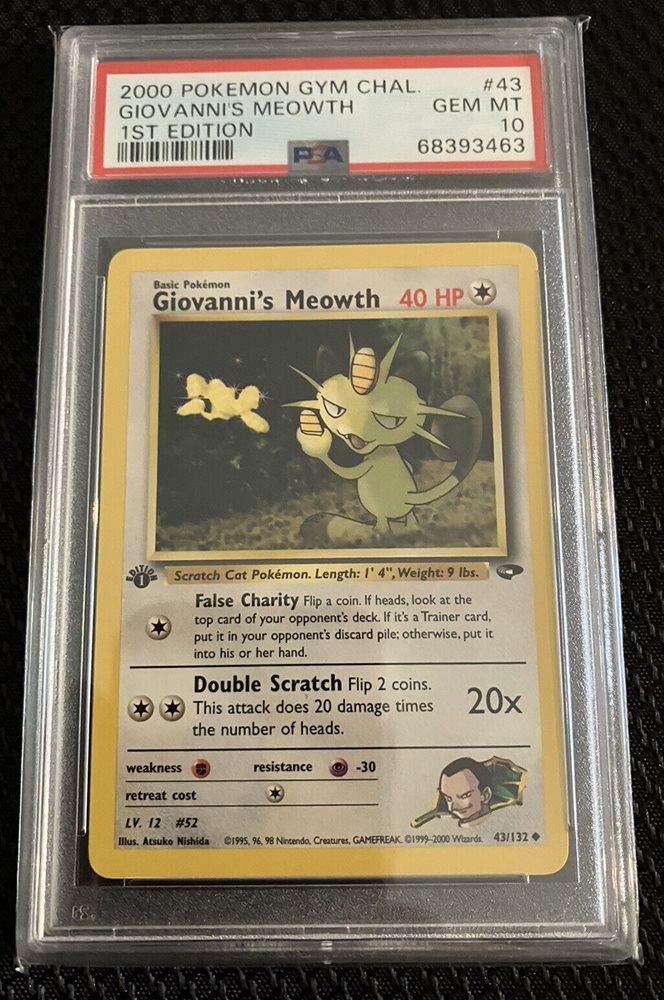 2000 POKEMON GYM CHAL. #43
GIOVANNI'S MEOWTH GEM MT
1ST EDITION 10
PSA 68393463
Basic Pokémon
Giovanni's Meowth 40 HP
EDITION 1
Scratch Cat Pokémon. Length: 1' 4", Weight: 9 lbs.
False Charity Flip a coin. If heads, look at the
top card of your opponent's deck. If it's a Trainer card,
put it in your opponent's discard pile; otherwise, put it
into his or her hand.
Double Scratch Flip 2 coins.
This attack does 20 damage times 20x
the number of heads.
weakness resistance -30
retreat cost
LV. 12 #52
Illus. Atsuko Nishida ©1995, 96, 98 Nintendo, Creatures, GAMEFREAK. ©1999-2000 Wizards. 43/132